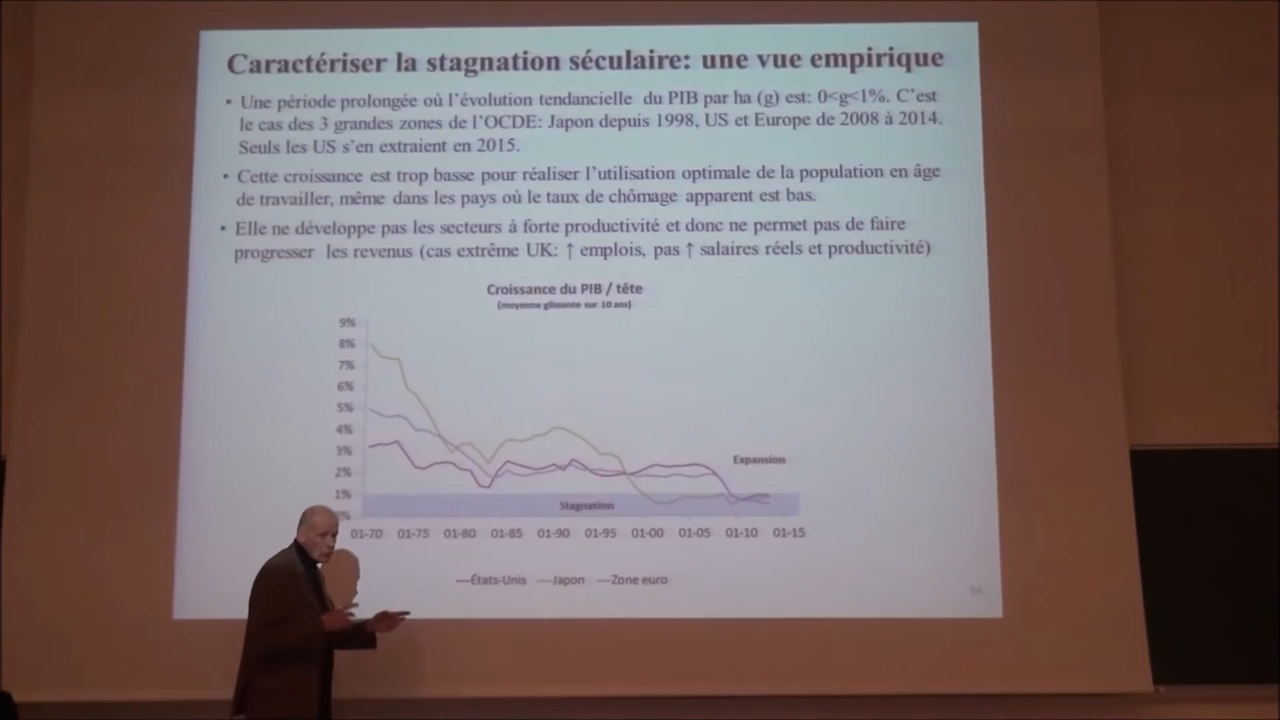 Caractériser la stagnation séculaire: une vue empirique
• Une période prolongée où l'évolution tendancielle du PIB par ha (g) est: 0<g<1%. C'est
le cas des 3 grandes zones de l'OCDE: Japon depuis 1998, US et Europe de 2008 à 2014.
Seuls les US s'en extraient en 2015.
• Cette croissance est trop basse pour réaliser l'utilisation optimale de la population en âge
de travailler, même dans les pays où le taux de chômage apparent est bas.
• Elle ne développe pas les secteurs à forte productivité et donc ne permet pas de faire
progresser les revenus (cas extrême UK: ↑ emplois, pas ↑ salaires réels et productivité)
Croissance du PIB / tête
(moyenne glissante sur 10 ans)
9%
8%
7%
6%
5%
4%
3%
2%
1%
Expansion
Stagnation
01-70 01-75 01-80 01-85 01-90 01-95 01-00 01-05 01-10 01-15
États-Unis Japon Zone euro